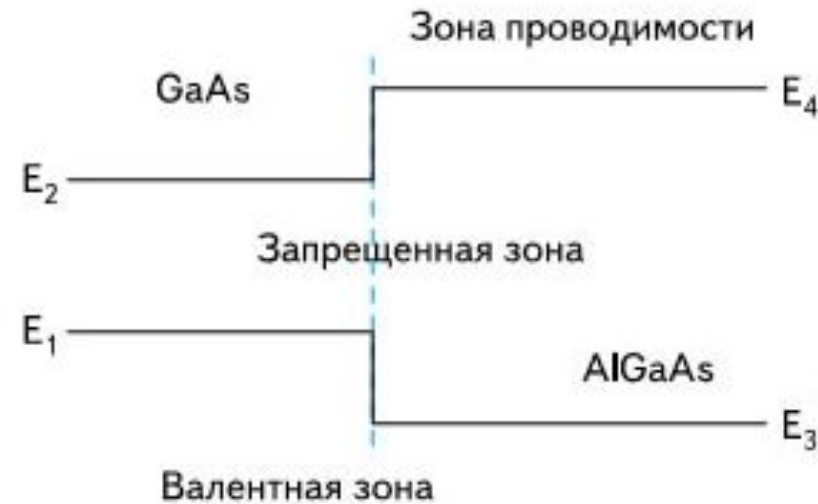 Зона проводимости
GaAs
E₄
E₂
Запрещенная зона
E₁
AlGaAs
E₃
Валентная зона